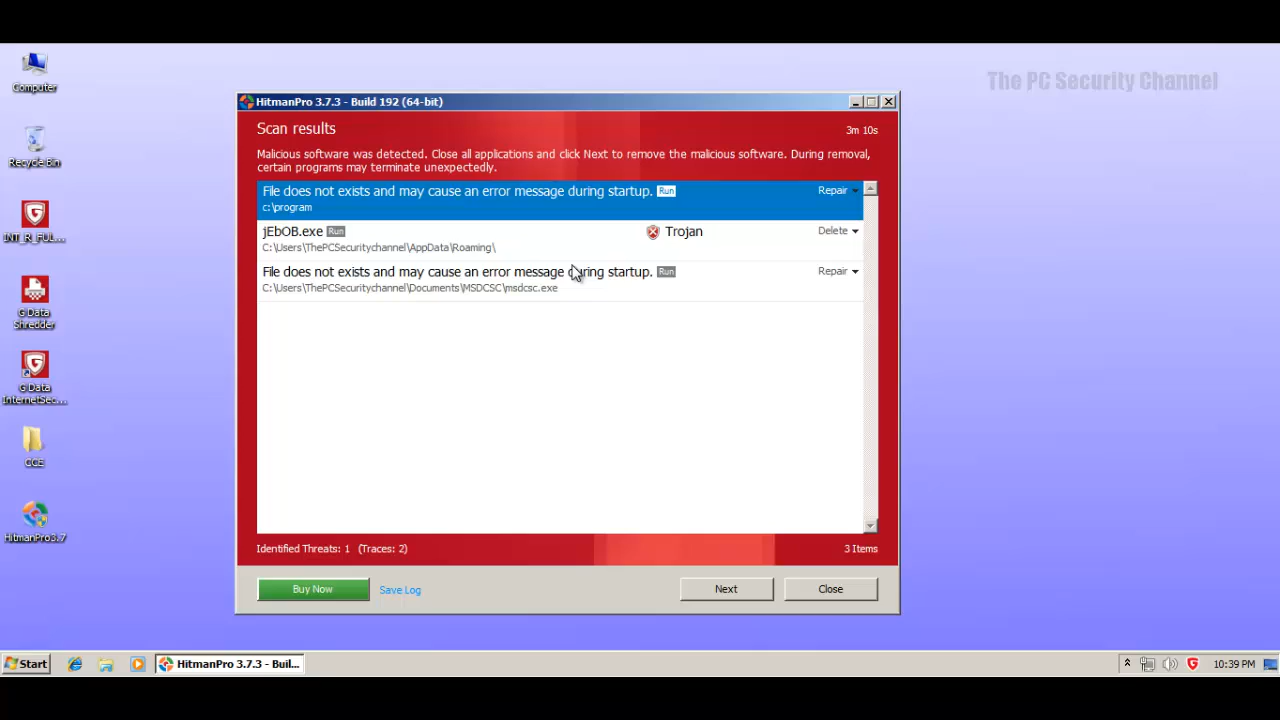 The PC Security Channel
Computer
Recycle Bin
INT_R_FUL...
G Data
Shredder
G Data
InternetSec...
CCE
HitmanPro3.7
HitmanPro 3.7.3 - Build 192 (64-bit)
Scan results
3m 10s
Malicious software was detected. Close all applications and click Next to remove the malicious software. During removal,
certain programs may terminate unexpectedly.
File does not exists and may cause an error message during startup. Run Repair
c:\program
jEbOB.exe Run Trojan Delete
C:\Users\ThePCSecuritychannel\AppData\Roaming\
File does not exists and may cause an error message during startup. Run Repair
C:\Users\ThePCSecuritychannel\Documents\MSDCSC\msdcsc.exe
Identified Threats: 1 (Traces: 2) 3 Items
Buy Now Save Log Next Close
Start HitmanPro 3.7.3 - Buil... 10:39 PM